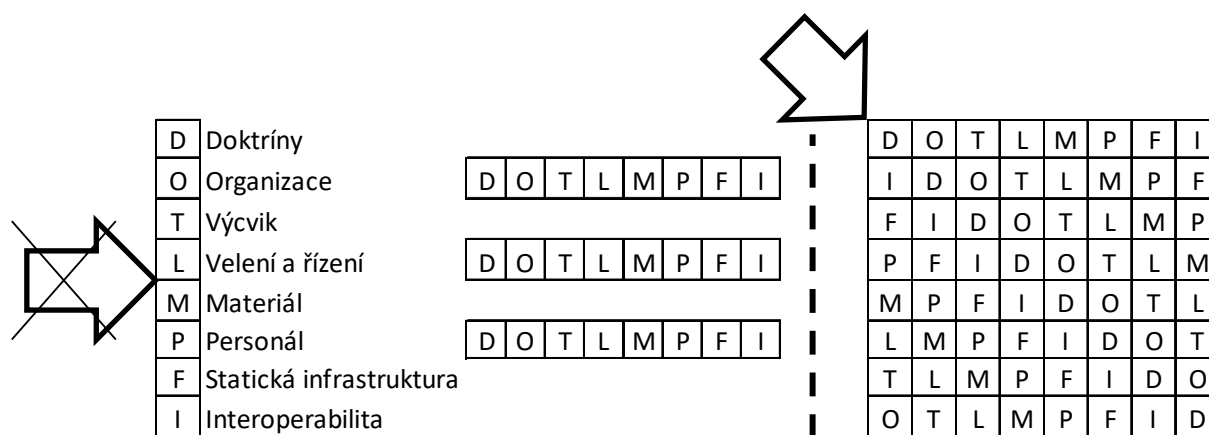 D Doktríny D O T L M P F I
O Organizace D O T L M P F I I D O T L M P F
T Výcvik F I D O T L M P
L Velení a řízení D O T L M P F I P F I D O T L M
M Materiál M P F I D O T L
P Personál D O T L M P F I L M P F I D O T
F Statická infrastruktura T L M P F I D O
I Interoperabilita O T L M P F I D